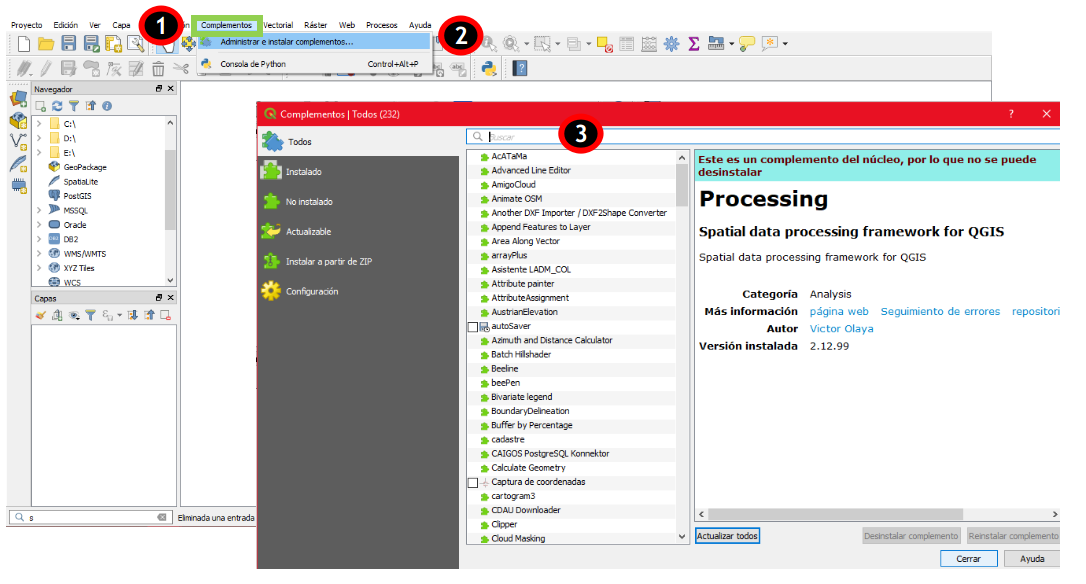 Proyecto Edición Ver Capa ón Complementos Vectorial Ráster Web Procesos Ayuda
1
2
Administrar e instalar complementos...
Consola de Python Control+Alt+P
abc
Navegador
C:\
D:\
E:\
GeoPackage
SpatiaLite
PostGIS
MSSQL
Oracle
DB2
WMS/WMTS
XYZ Tiles
WCS
Capas
s
Eliminada una entrada
Complementos | Todos (232)
Todos
Instalado
No instalado
Actualizable
Instalar a partir de ZIP
Configuración
Buscar
3
AcATaMa
Advanced Line Editor
AmigoCloud
Animate OSM
Another DXF Importer / DXF2Shape Converter
Append Features to Layer
Area Along Vector
arrayPlus
Asistente LADM_COL
Attribute painter
AttributeAssignment
AustrianElevation
autoSaver
Azimuth and Distance Calculator
Batch Hillshader
Beeline
beePen
Bivariate legend
BoundaryDelineation
Buffer by Percentage
cadastre
CAIGOS PostgreSQL Konnektor
Calculate Geometry
Captura de coordenadas
cartogram3
CDAU Downloader
Clipper
Cloud Masking
Este es un complemento del núcleo, por lo que no se puede
desinstalar
Processing
Spatial data processing framework for QGIS
Spatial data processing framework for QGIS
Categoría Analysis
Más información página web Seguimiento de errores repositori
Autor Victor Olaya
Versión instalada 2.12.99
Actualizar todos
Desinstalar complemento
Reinstalar complemento
Cerrar
Ayuda